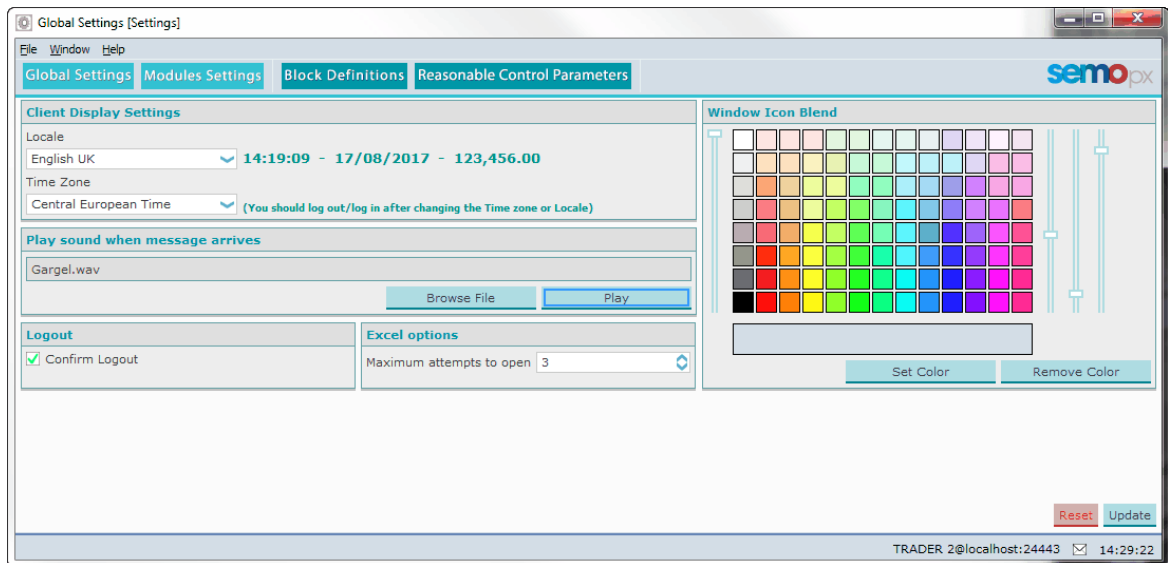 Global Settings [Settings]
File Window Help
Global Settings Modules Settings Block Definitions Reasonable Control Parameters
semopx
Client Display Settings
Locale
English UK 14:19:09 - 17/08/2017 - 123,456.00
Time Zone
Central European Time (You should log out/log in after changing the Time zone or Locale)
Play sound when message arrives
Gargel.wav
Browse File Play
Logout
Confirm Logout
Excel options
Maximum attempts to open 3
Window Icon Blend
Set Color Remove Color
Reset Update
TRADER 2@localhost:24443 14:29:22